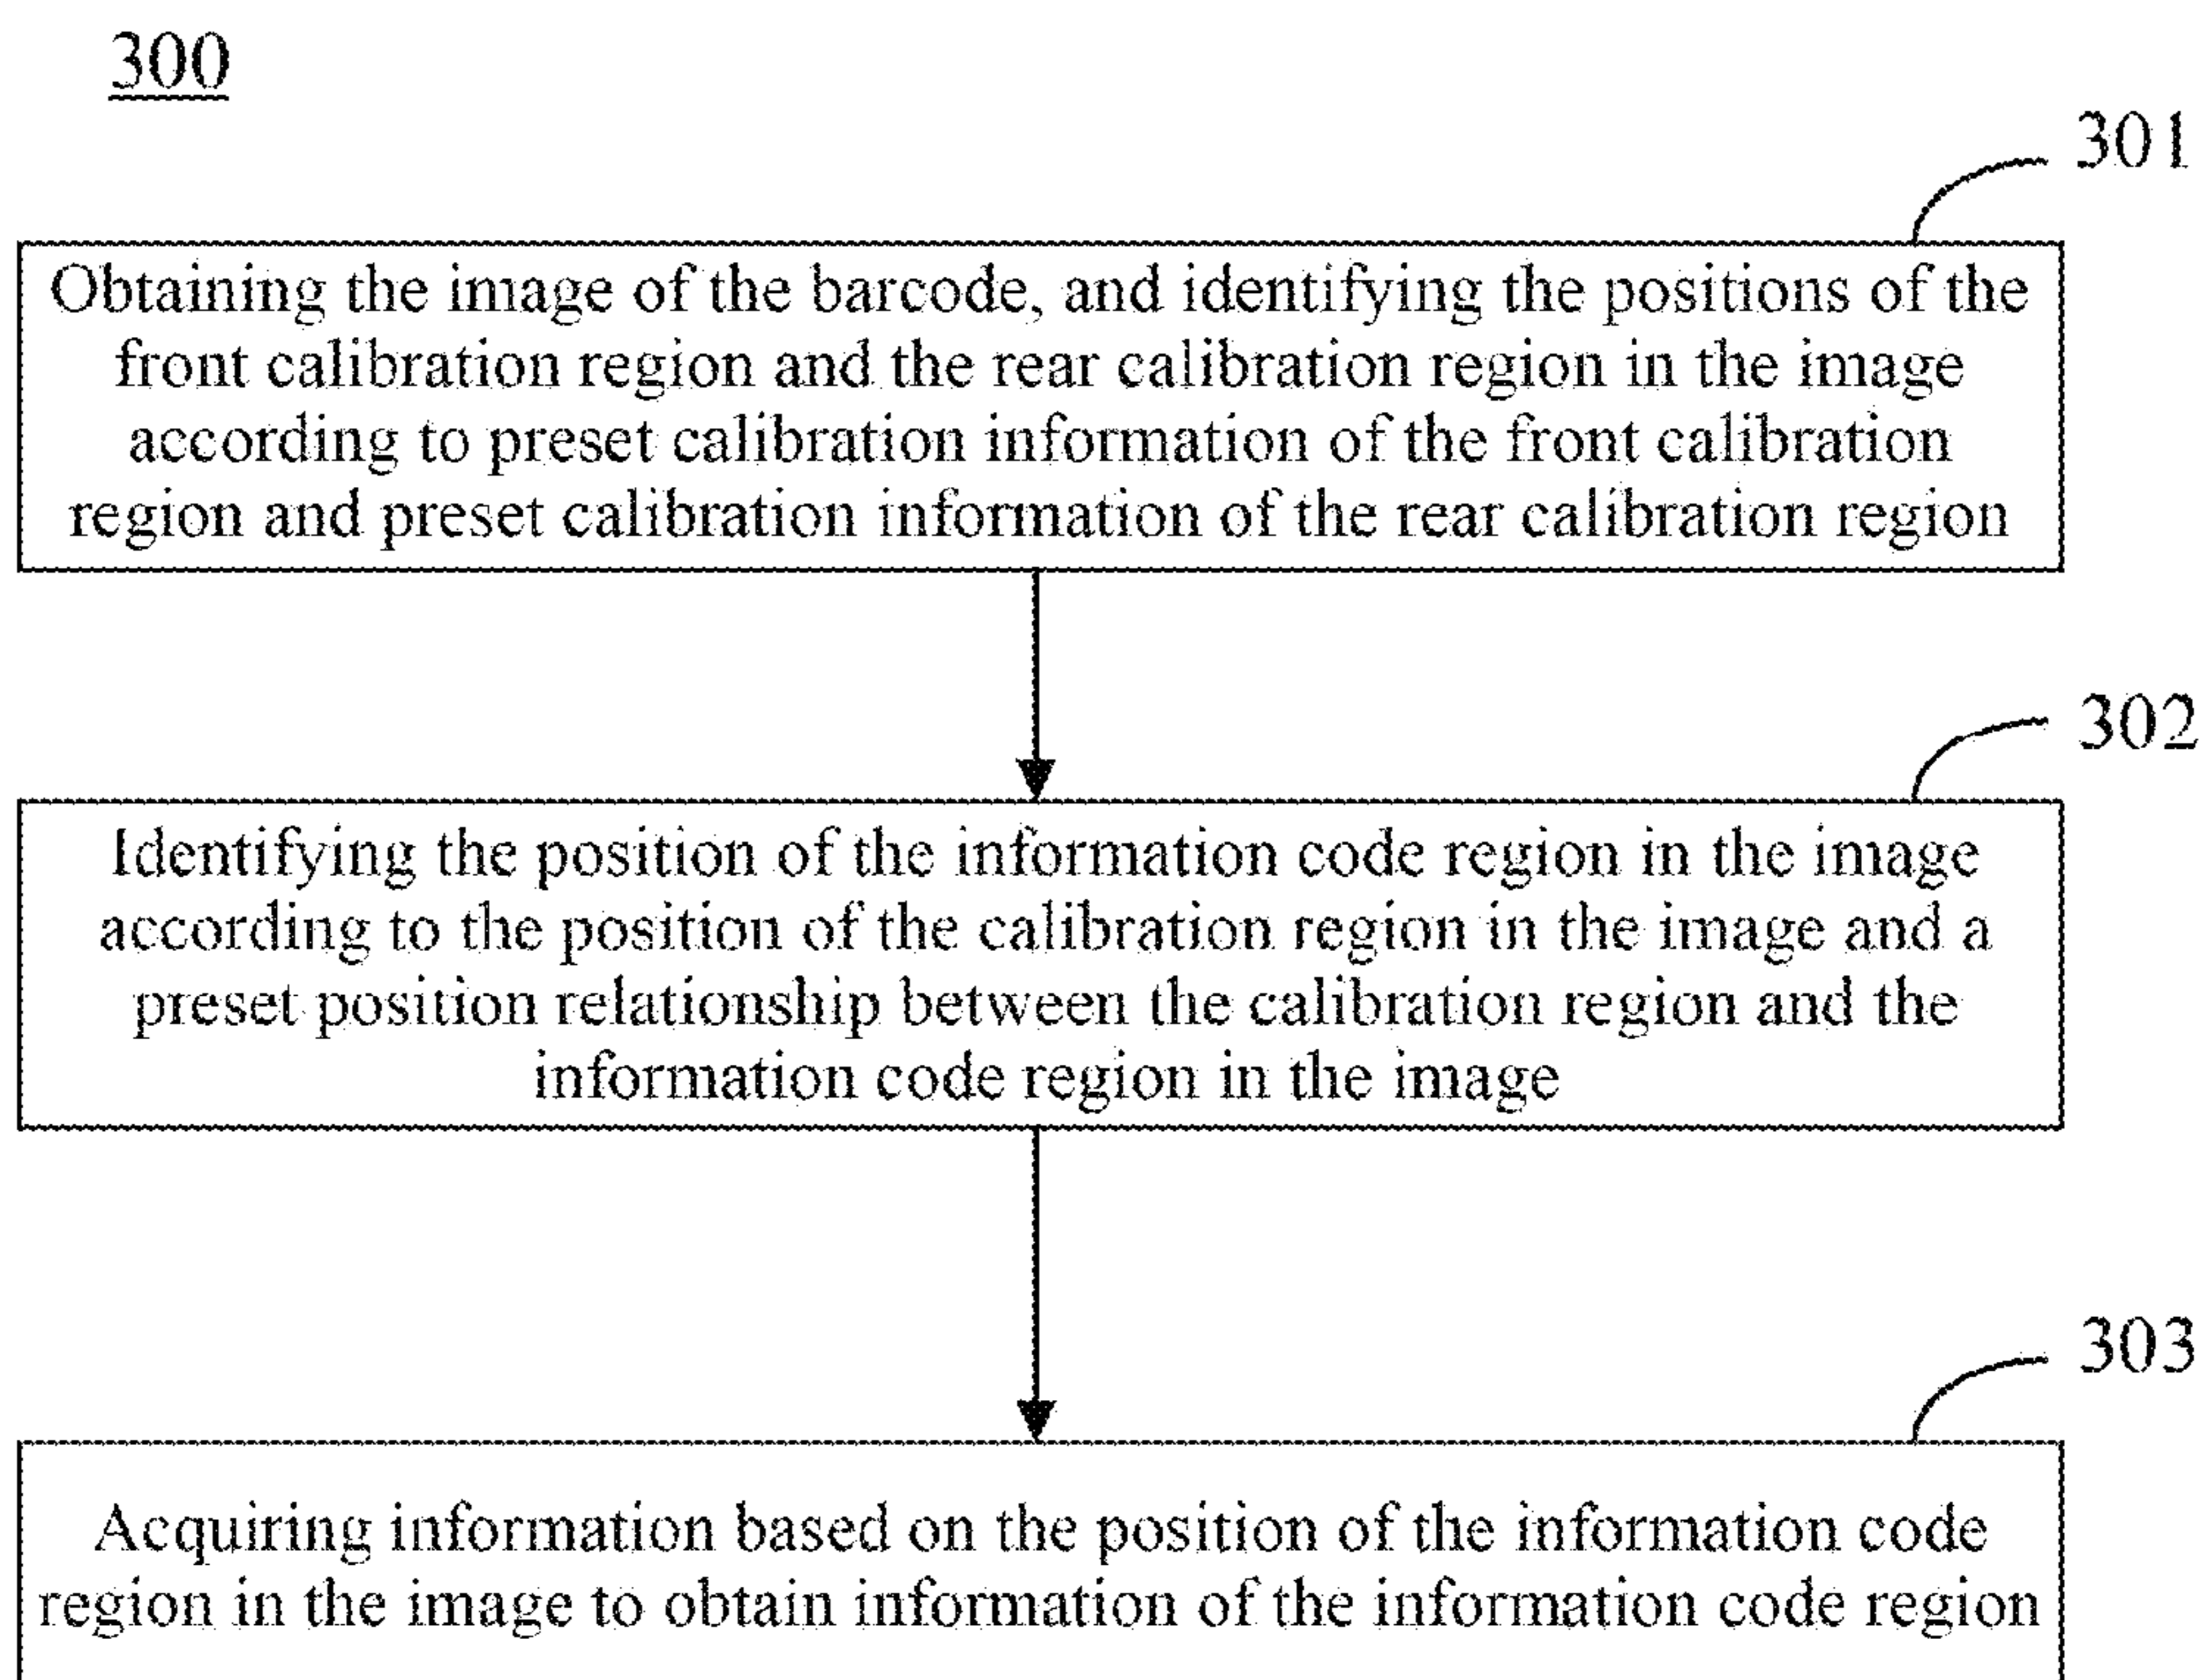 300
301
Obtaining the image of the barcode, and identifying the positions of the
front calibration region and the rear calibration region in the image
according to preset calibration information of the front calibration
region and preset calibration information of the rear calibration region
302
Identifying the position of the information code region in the image
according to the position of the calibration region in the image and a
preset position relationship between the calibration region and the
information code region in the image
303
Acquiring information based on the position of the information code
region in the image to obtain information of the information code region